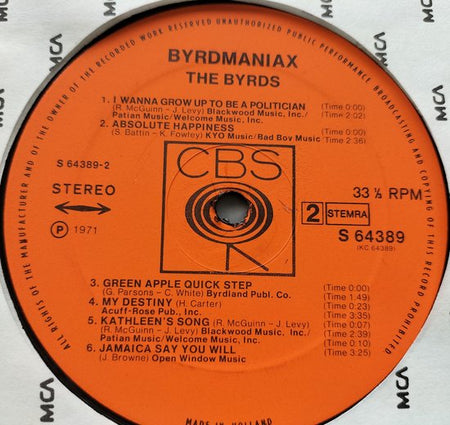 BYRDMANIAX
THE BYRDS
1. I WANNA GROW UP TO BE A POLITICIAN (Time 0:00)
(R. McGuinn - J. Levy) Blackwood Music, Inc./ (Time 2:02)
Patian Music/Welcome Music, Inc.
2. ABSOLUTE HAPPINESS (Time 0:00)
(S. Battin - K. Fowley) KYO Music/Bad Boy Music (Time 2:36)
S 64389-2
CBS
STEREO
33⅓ RPM
2 STEMRA
℗ 1971
S 64389
(KC 64389)
3. GREEN APPLE QUICK STEP (Time 0:00)
(G. Parsons – C. White) Byrdland Publ. Co. (Time 1:49)
4. MY DESTINY (H. Carter) (Time 0:23)
Acuff-Rose Pub., Inc. (Time 3:35)
5. KATHLEEN'S SONG (R. McGuinn - J. Levy) (Time 0:07)
(R. McGuinn - J. Levy) Blackwood Music, Inc./ (Time 2:39)
Patian Music/Welcome Music, Inc. (Time 0:10)
6. JAMAICA SAY YOU WILL (Time 3:25)
(J. Browne) Open Window Music
ALL RIGHTS OF THE MANUFACTURER AND OF THE OWNER OF THE RECORDED WORK RESERVED UNAUTHORIZED PUBLIC PERFORMANCE BROADCASTING AND COPYING OF THIS RECORD PROHIBITED
MADE IN HOLLAND
MCA
MCA
MCA
MCA
MCA
MCA
MCA
MCA